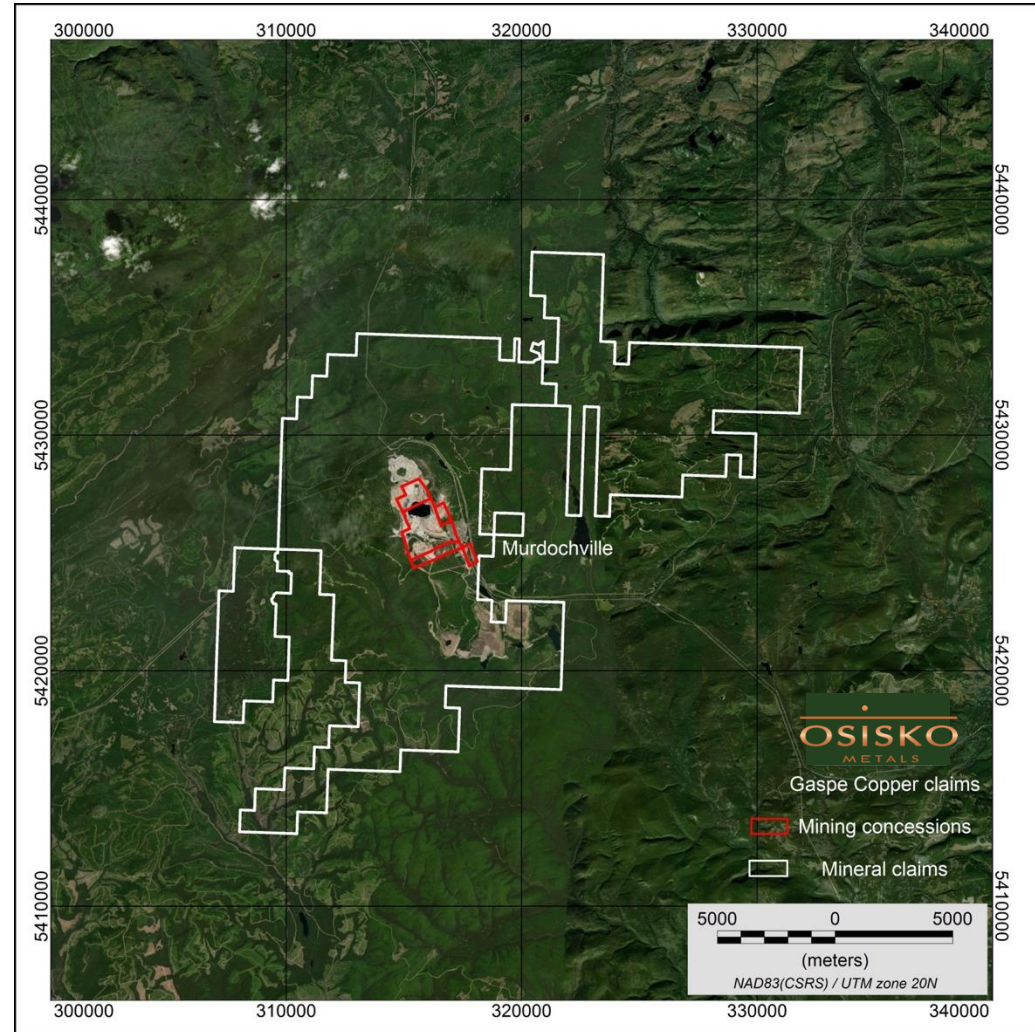 300000 310000 320000 330000 340000
5440000 5440000
5430000 5430000
Murdochville
5420000 5420000
OSISKO
METALS
Gaspe Copper claims
Mining concessions
Mineral claims
5410000 5410000
5000 0 5000
(meters)
NAD83(CSRS) / UTM zone 20N
300000 310000 320000 330000 340000